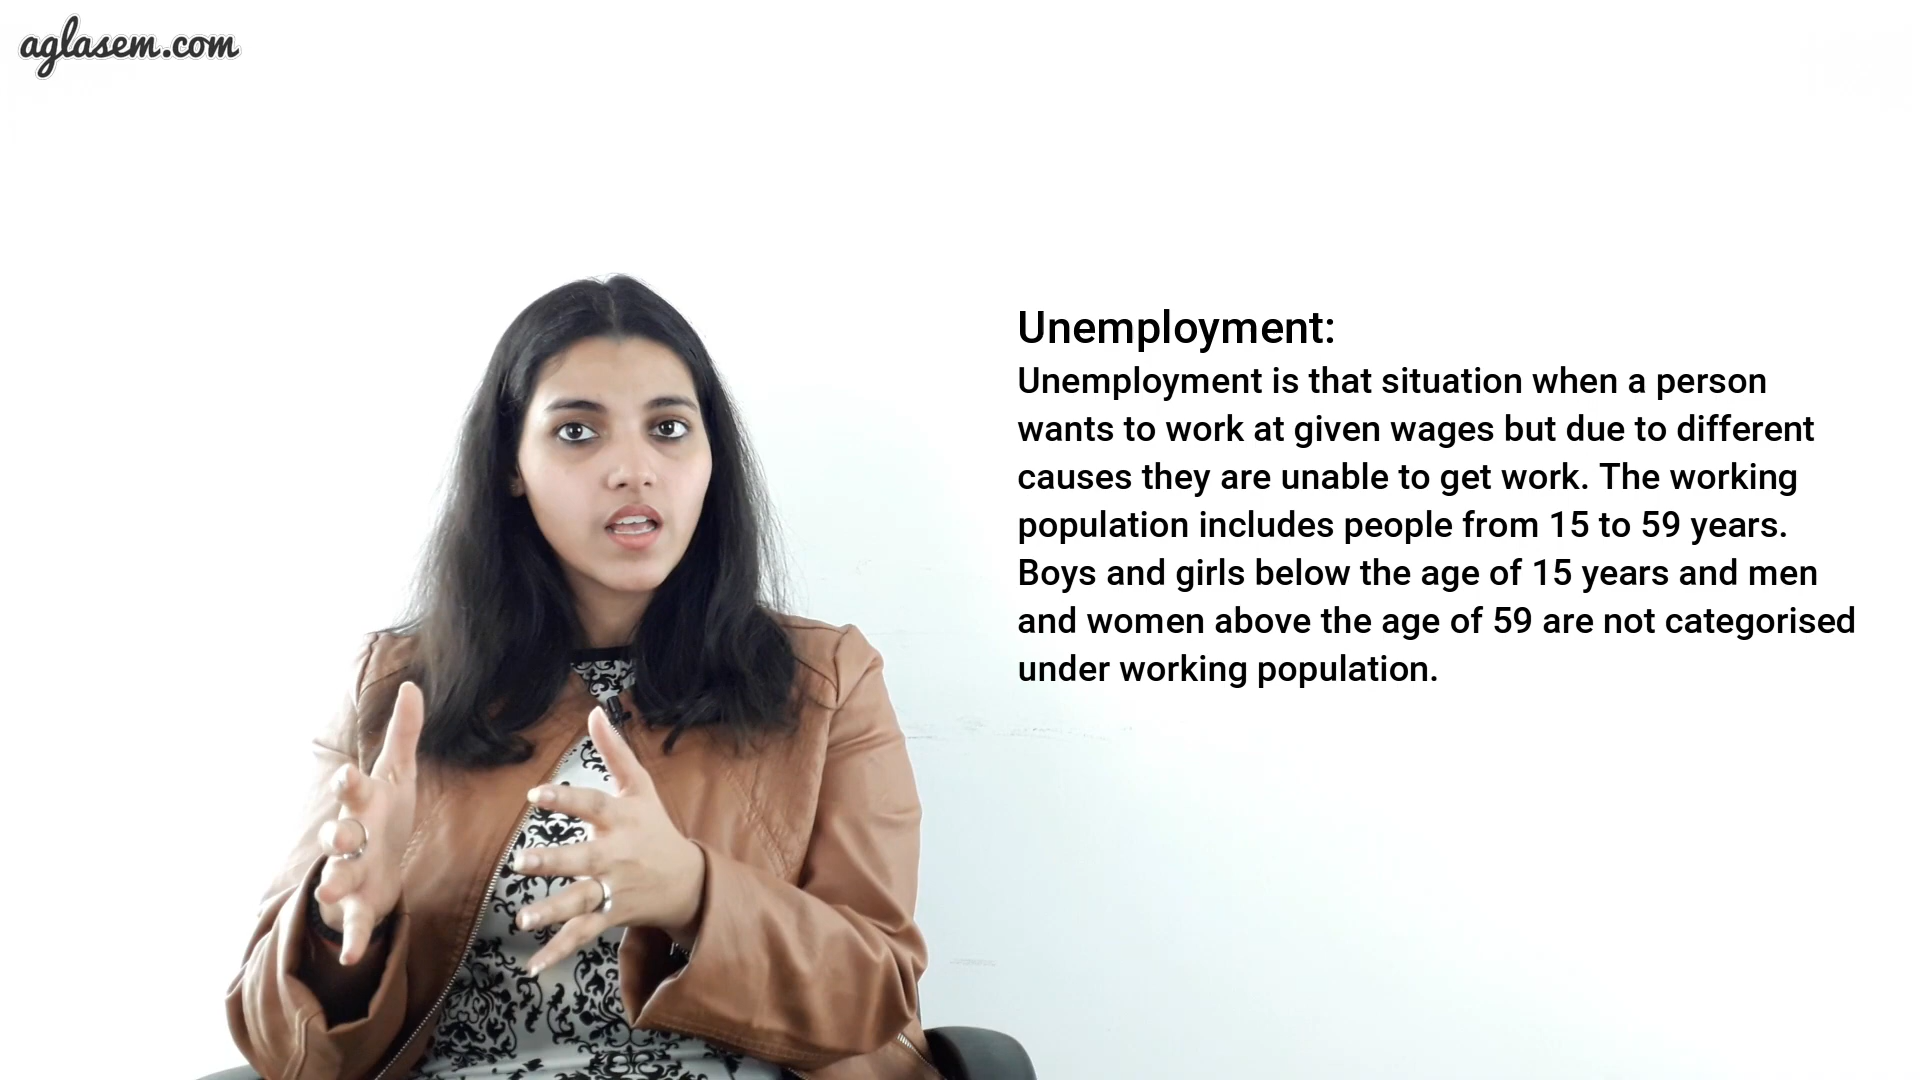 aglasem.com
Unemployment:
Unemployment is that situation when a person
wants to work at given wages but due to different
causes they are unable to get work. The working
population includes people from 15 to 59 years.
Boys and girls below the age of 15 years and men
and women above the age of 59 are not categorised
under working population.